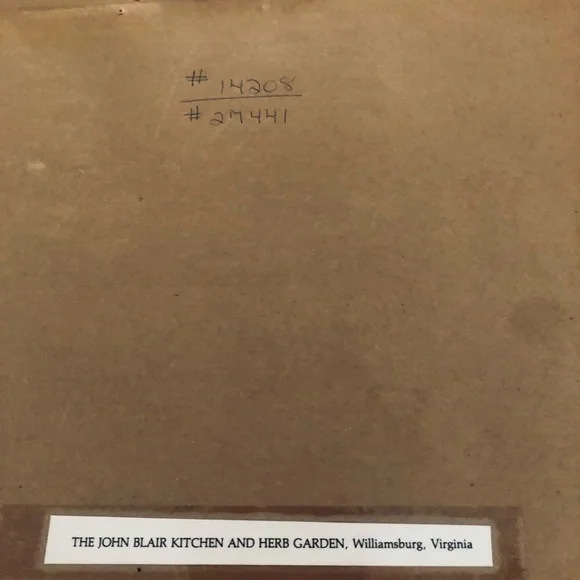 # 14208
# 27441
THE JOHN BLAIR KITCHEN AND HERB GARDEN, Williamsburg, Virginia